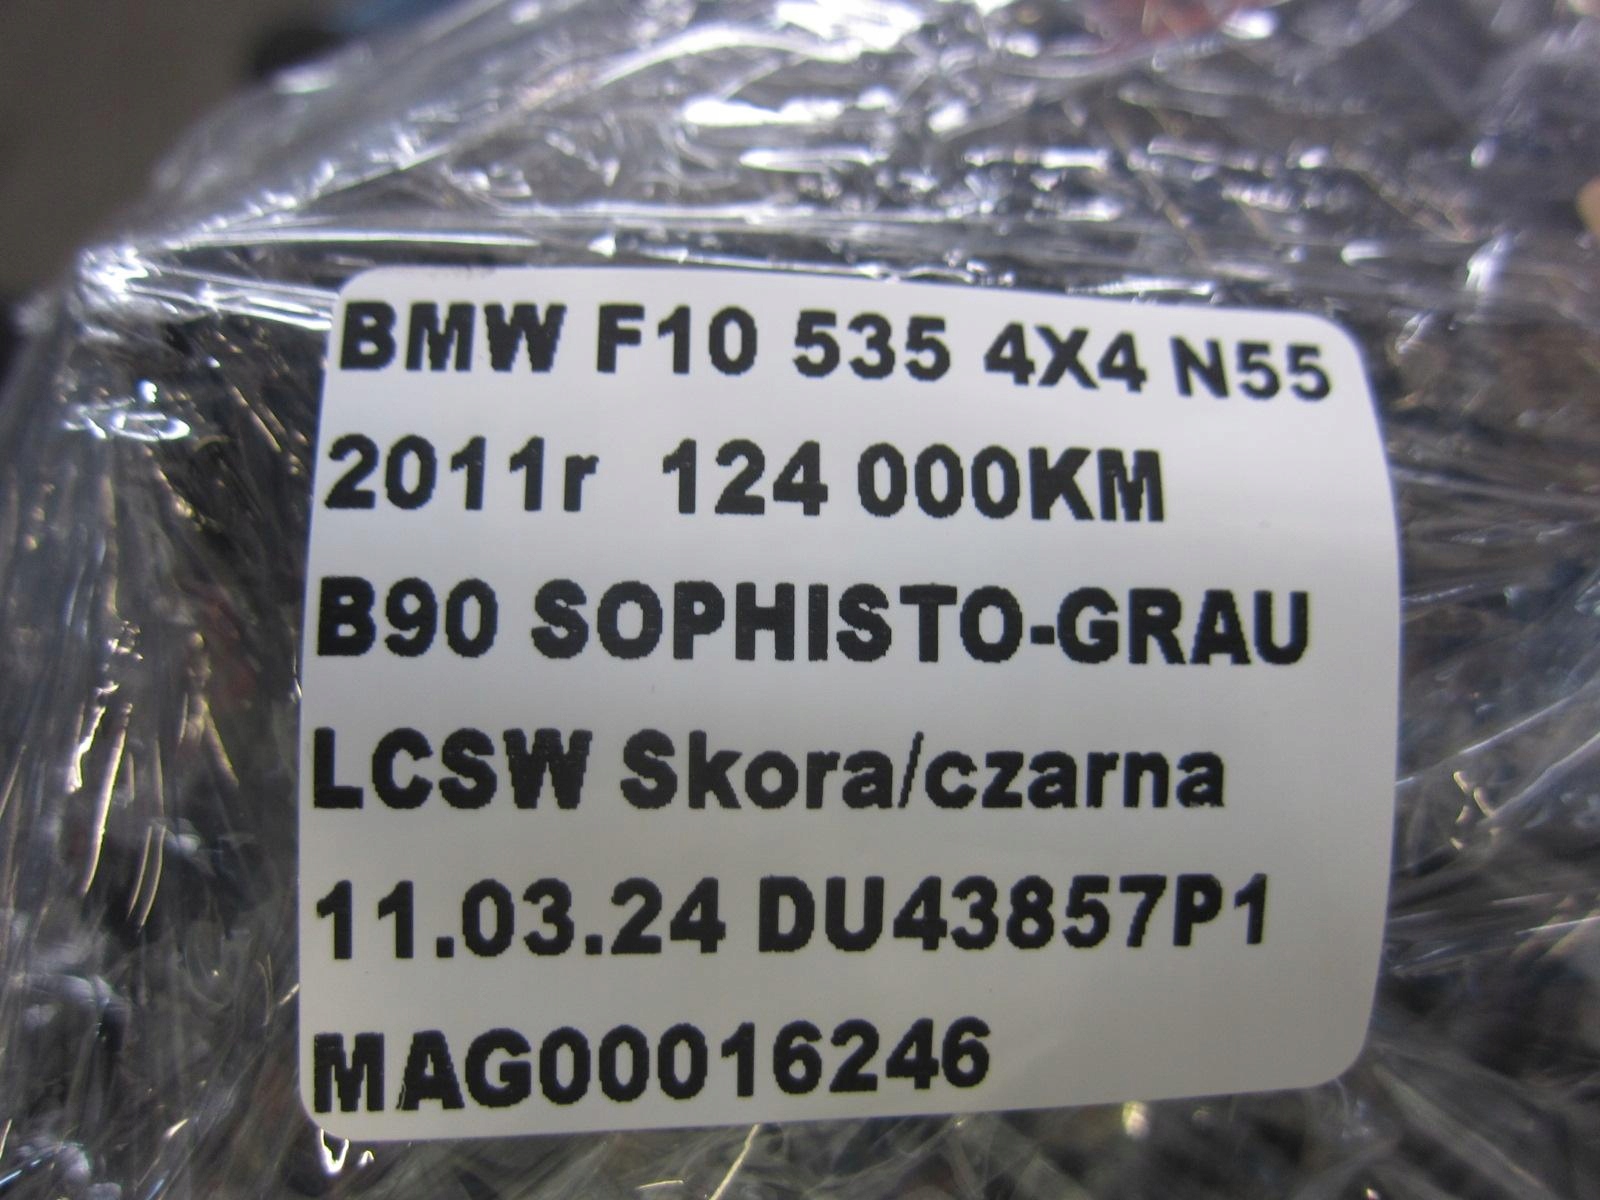 BMW F10 535 4X4 N55
2011r 124 000KM
B90 SOPHISTO-GRAU
LCSW Skora/czarna
11.03.24 DU43857P1
MAG00016246